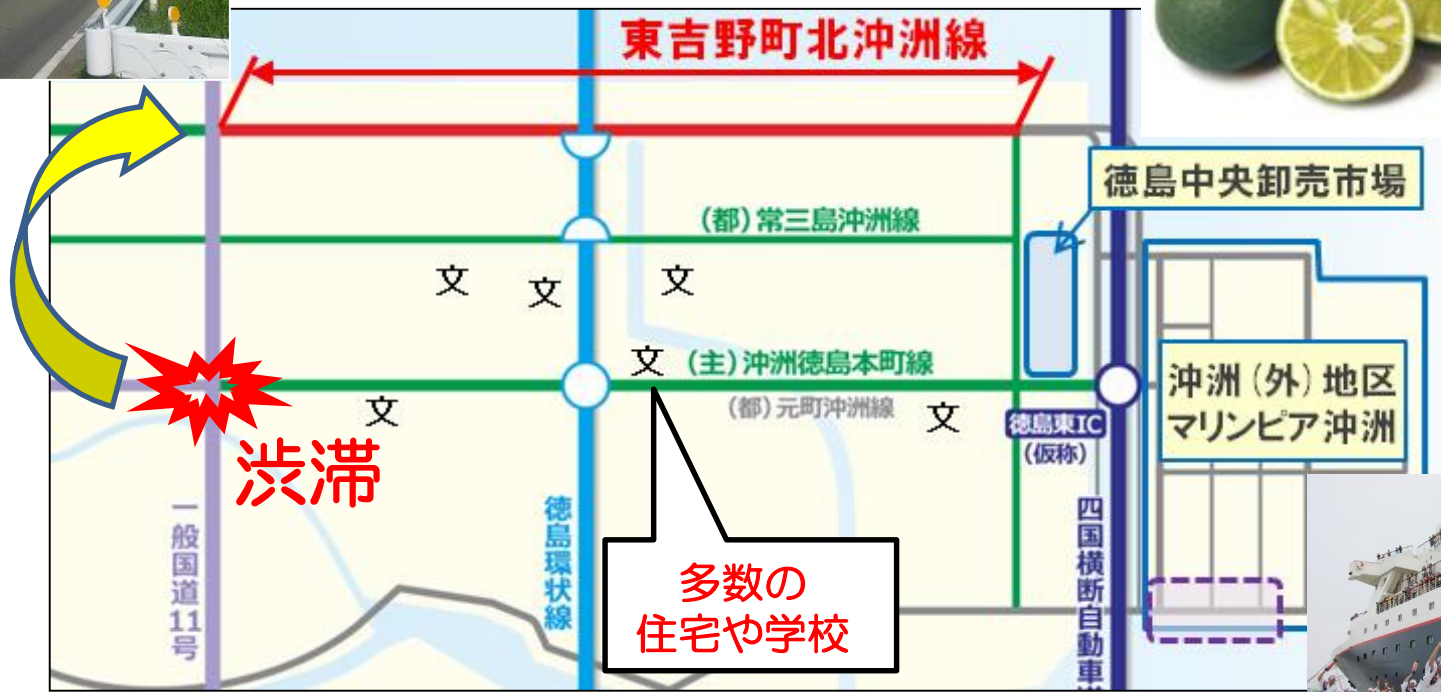 東吉野町北沖洲線
徳島中央卸売市場
(都)常三島沖洲線
文
文
文
文
(主)沖洲徳島本町線
(都)元町沖洲線
文
文
徳島東IC
(仮称)
沖洲(外)地区
マリンピア沖洲
渋滞
一般国道11号
徳島環状線
四国横断自動車
多数の
住宅や学校